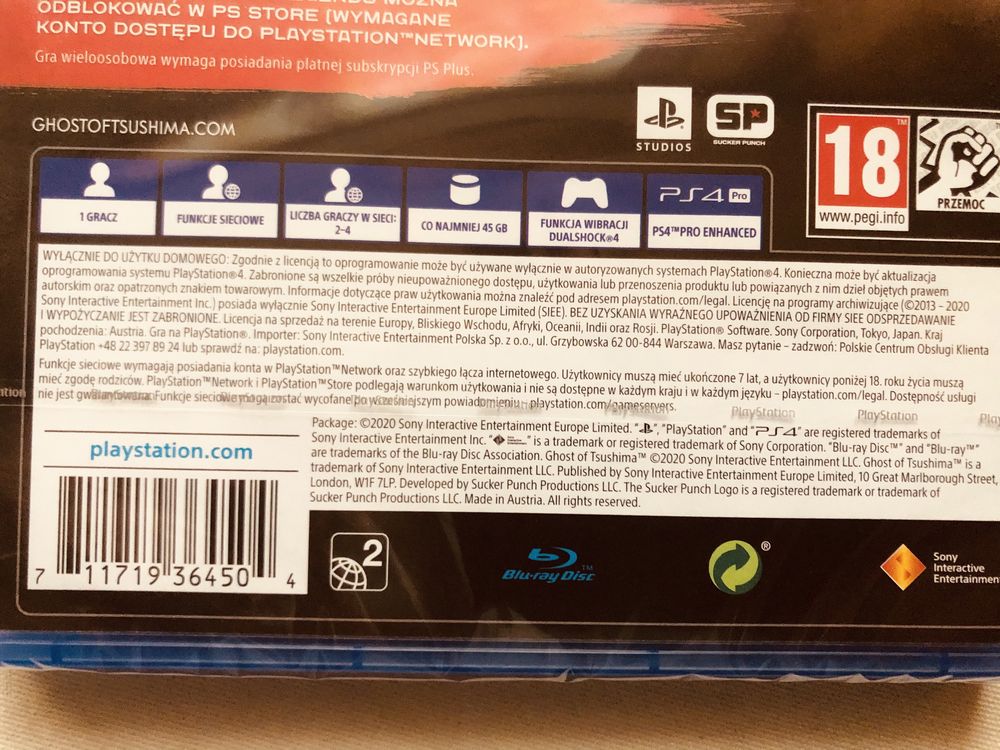 ODBLOKOWAĆ W PS STORE (WYMAGANE
KONTO DOSTĘPU DO PLAYSTATION™NETWORK).
Gra wieloosobowa wymaga posiadania płatnej subskrypcji PS Plus.
GHOSTOFTSUSHIMA.COM
STUDIOS
SP
SUCKER PUNCH
18
TM
www.pegi.info
PRZEMOC
1 GRACZ
FUNKCJE SIECIOWE
LICZBA GRACZY W SIECI:
2-4
CO NAJMNIEJ 45 GB
FUNKCJA WIBRACJI
DUALSHOCK®4
PS4 Pro
PS4™PRO ENHANCED
WYŁĄCZNIE DO UŻYTKU DOMOWEGO: Zgodnie z licencją to oprogramowanie może być używane wyłącznie w autoryzowanych systemach PlayStation®4. Konieczna może być aktualizacja
oprogramowania systemu PlayStation®4. Zabronione są wszelkie próby nieupoważnionego dostępu, użytkowania lub przenoszenia produktu lub powiązanych z nim dzieł objętych prawem
autorskim oraz opatrzonych znakiem towarowym. Informacje dotyczące praw użytkowania można znaleźć pod adresem playstation.com/legal. Licencję na programy archiwizujące (©2013 - 2020
Sony Interactive Entertainment Inc.) posiada wyłącznie Sony Interactive Entertainment Europe Limited (SIEE). BEZ UZYSKANIA WYRAŹNEGO UPOWAŻNIENIA OD FIRMY SIEE ODSPRZEDAWANIE
I WYPOŻYCZANIE JEST ZABRONIONE. Licencja na sprzedaż na terenie Europy, Bliskiego Wschodu, Afryki, Oceanii, Indii oraz Rosji. PlayStation® Software. Sony Corporation, Tokyo, Japan. Kraj
pochodzenia: Austria. Gra na PlayStation®. Importer: Sony Interactive Entertainment Polska Sp. z o.o., ul. Grzybowska 62 00-844 Warszawa. Masz pytanie - zadzwoń: Polskie Centrum Obsługi Klienta
PlayStation +48 22 397 89 24 lub sprawdź na: playstation.com.
Funkcje sieciowe wymagają posiadania konta w PlayStation™Network oraz szybkiego łącza internetowego. Użytkownicy muszą mieć ukończone 7 lat, a użytkownicy poniżej 18. roku życia muszą
mieć zgodę rodziców. PlayStation™Network i PlayStation™Store podlegają warunkom użytkowania i nie są dostępne w każdym kraju i w każdym języku – playstation.com/legal. Dostępność usługi
nie jest gwarantowana. Funkcje sieciowe mogą zostać wycofane po wcześniejszym powiadomieniu – playstation.com/gameservers.
PlayStation
PlayStation
Package: ©2020 Sony Interactive Entertainment Europe Limited. "PS", "PlayStation" and "PS4" are registered trademarks of
Sony Interactive Entertainment Inc. " " is a trademark or registered trademark of Sony Corporation. "Blu-ray Disc™" and "Blu-ray™"
are trademarks of the Blu-ray Disc Association. Ghost of Tsushima™ ©2020 Sony Interactive Entertainment LLC. Ghost of Tsushima™ is a
trademark of Sony Interactive Entertainment LLC. Published by Sony Interactive Entertainment Europe Limited, 10 Great Marlborough Street,
London, W1F 7LP. Developed by Sucker Punch Productions LLC. The Sucker Punch Logo is a registered trademark or trademark of
Sucker Punch Productions LLC. Made in Austria. All rights reserved.
playstation.com
7 11719 36450 4
2
Blu-ray Disc™
®
Sony
Interactive
Entertainmen